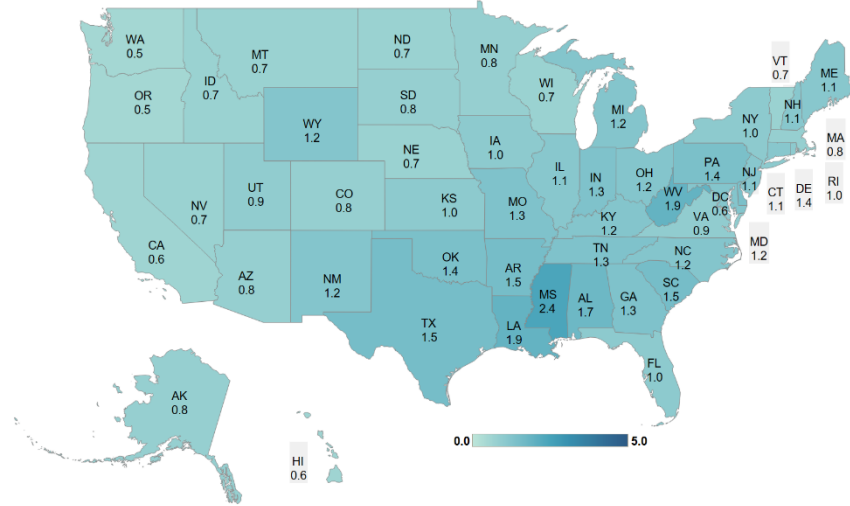 WA
0.5
MT
0.7
ND
0.7
MN
0.8
VT
0.7
ME
1.1
ID
0.7
OR
0.5
SD
0.8
WI
0.7
MI
1.2
NY
1.0
NH
1.1
MA
0.8
WY
1.2
NE
0.7
IA
1.0
IL
1.1
IN
1.3
OH
1.2
PA
1.4
NJ
1.1
CT
1.1
DE
1.4
RI
1.0
NV
0.7
UT
0.9
CO
0.8
KS
1.0
MO
1.3
KY
1.2
WV
1.9
DC
0.6
VA
0.9
MD
1.2
CA
0.6
AZ
0.8
NM
1.2
OK
1.4
AR
1.5
TN
1.3
NC
1.2
SC
1.5
TX
1.5
LA
1.9
MS
2.4
AL
1.7
GA
1.3
FL
1.0
AK
0.8
HI
0.6
0.0 5.0